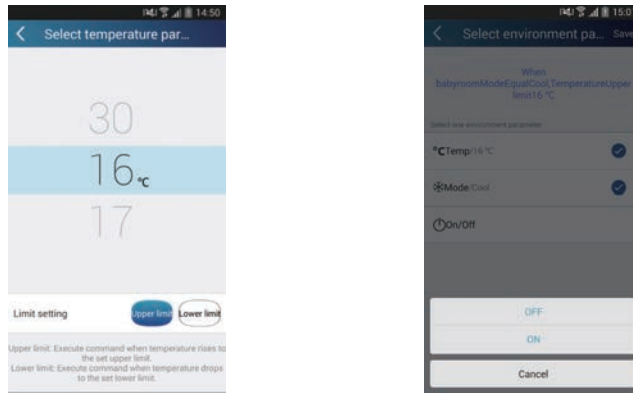 14:50
Select temperature par...
30
16°c
17
Limit setting
Upper limit
Lower limit
Upper limit: Execute command when temperature rises to
the set upper limit.
Lower limit: Execute command when temperature drops
to the set lower limit.
15:0
Select environment pa... Save
When
babyroomModeEqualCool,TemperatureUpper
limit16 °C
Select one environment parameter
°CTemp/16 °C
Mode/Cool
On/Off
OFF
ON
Cancel